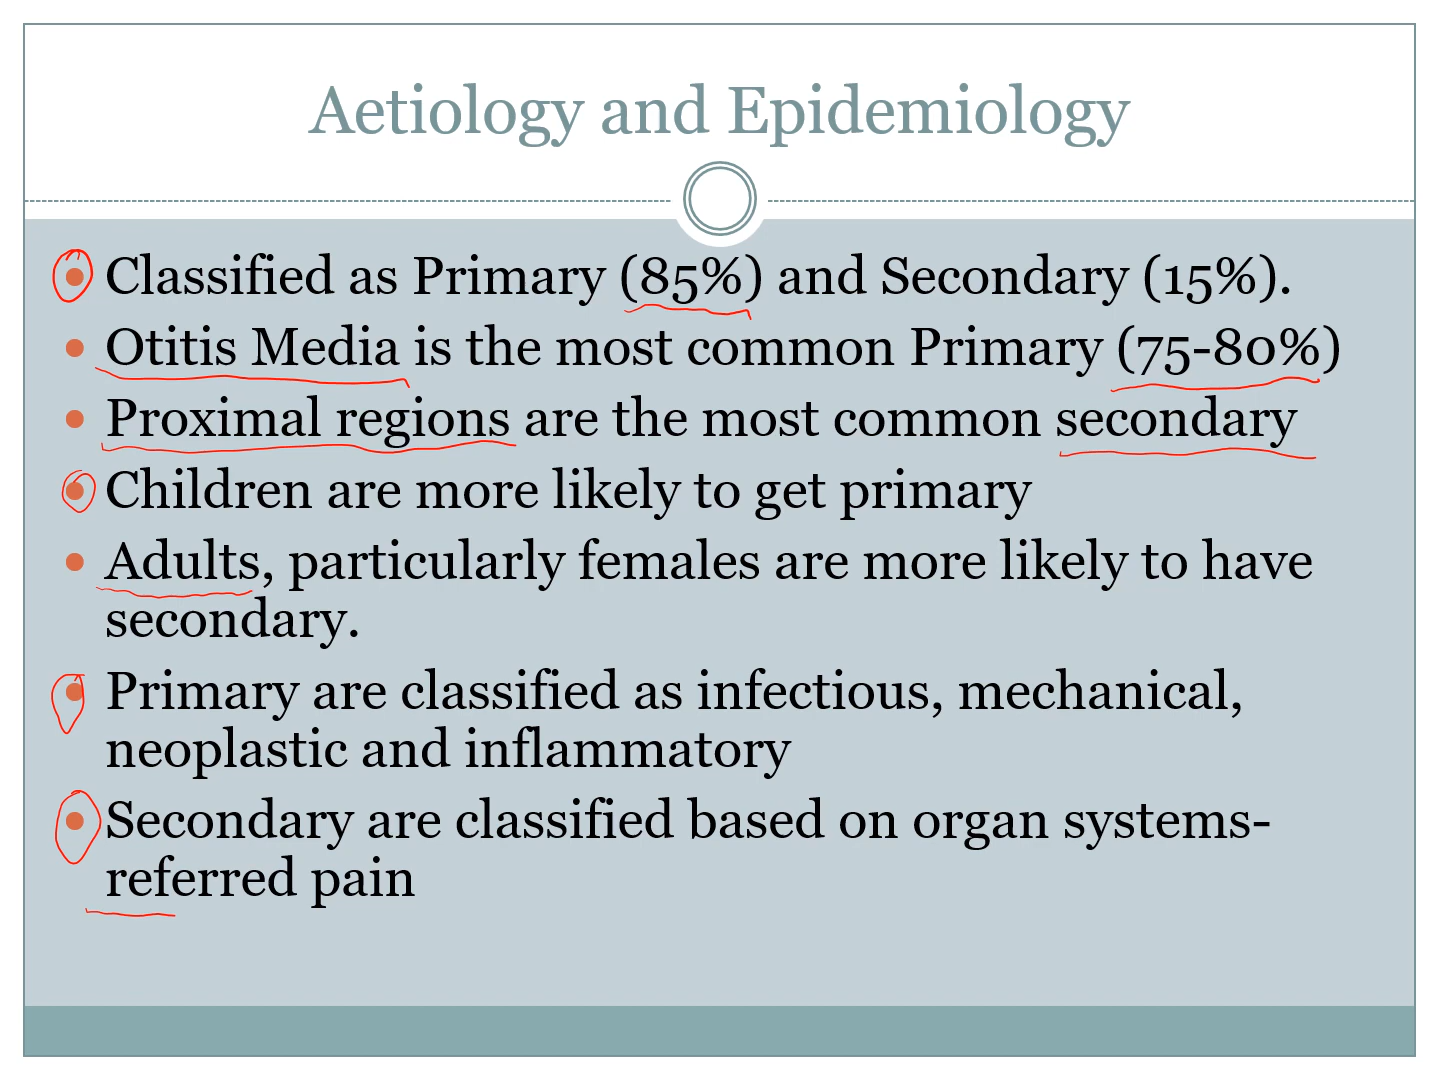 Aetiology and Epidemiology
Classified as Primary (85%) and Secondary (15%).
Otitis Media is the most common Primary (75-80%)
Proximal regions are the most common secondary
Children are more likely to get primary
Adults, particularly females are more likely to have
secondary.
Primary are classified as infectious, mechanical,
neoplastic and inflammatory
Secondary are classified based on organ systems-
referred pain